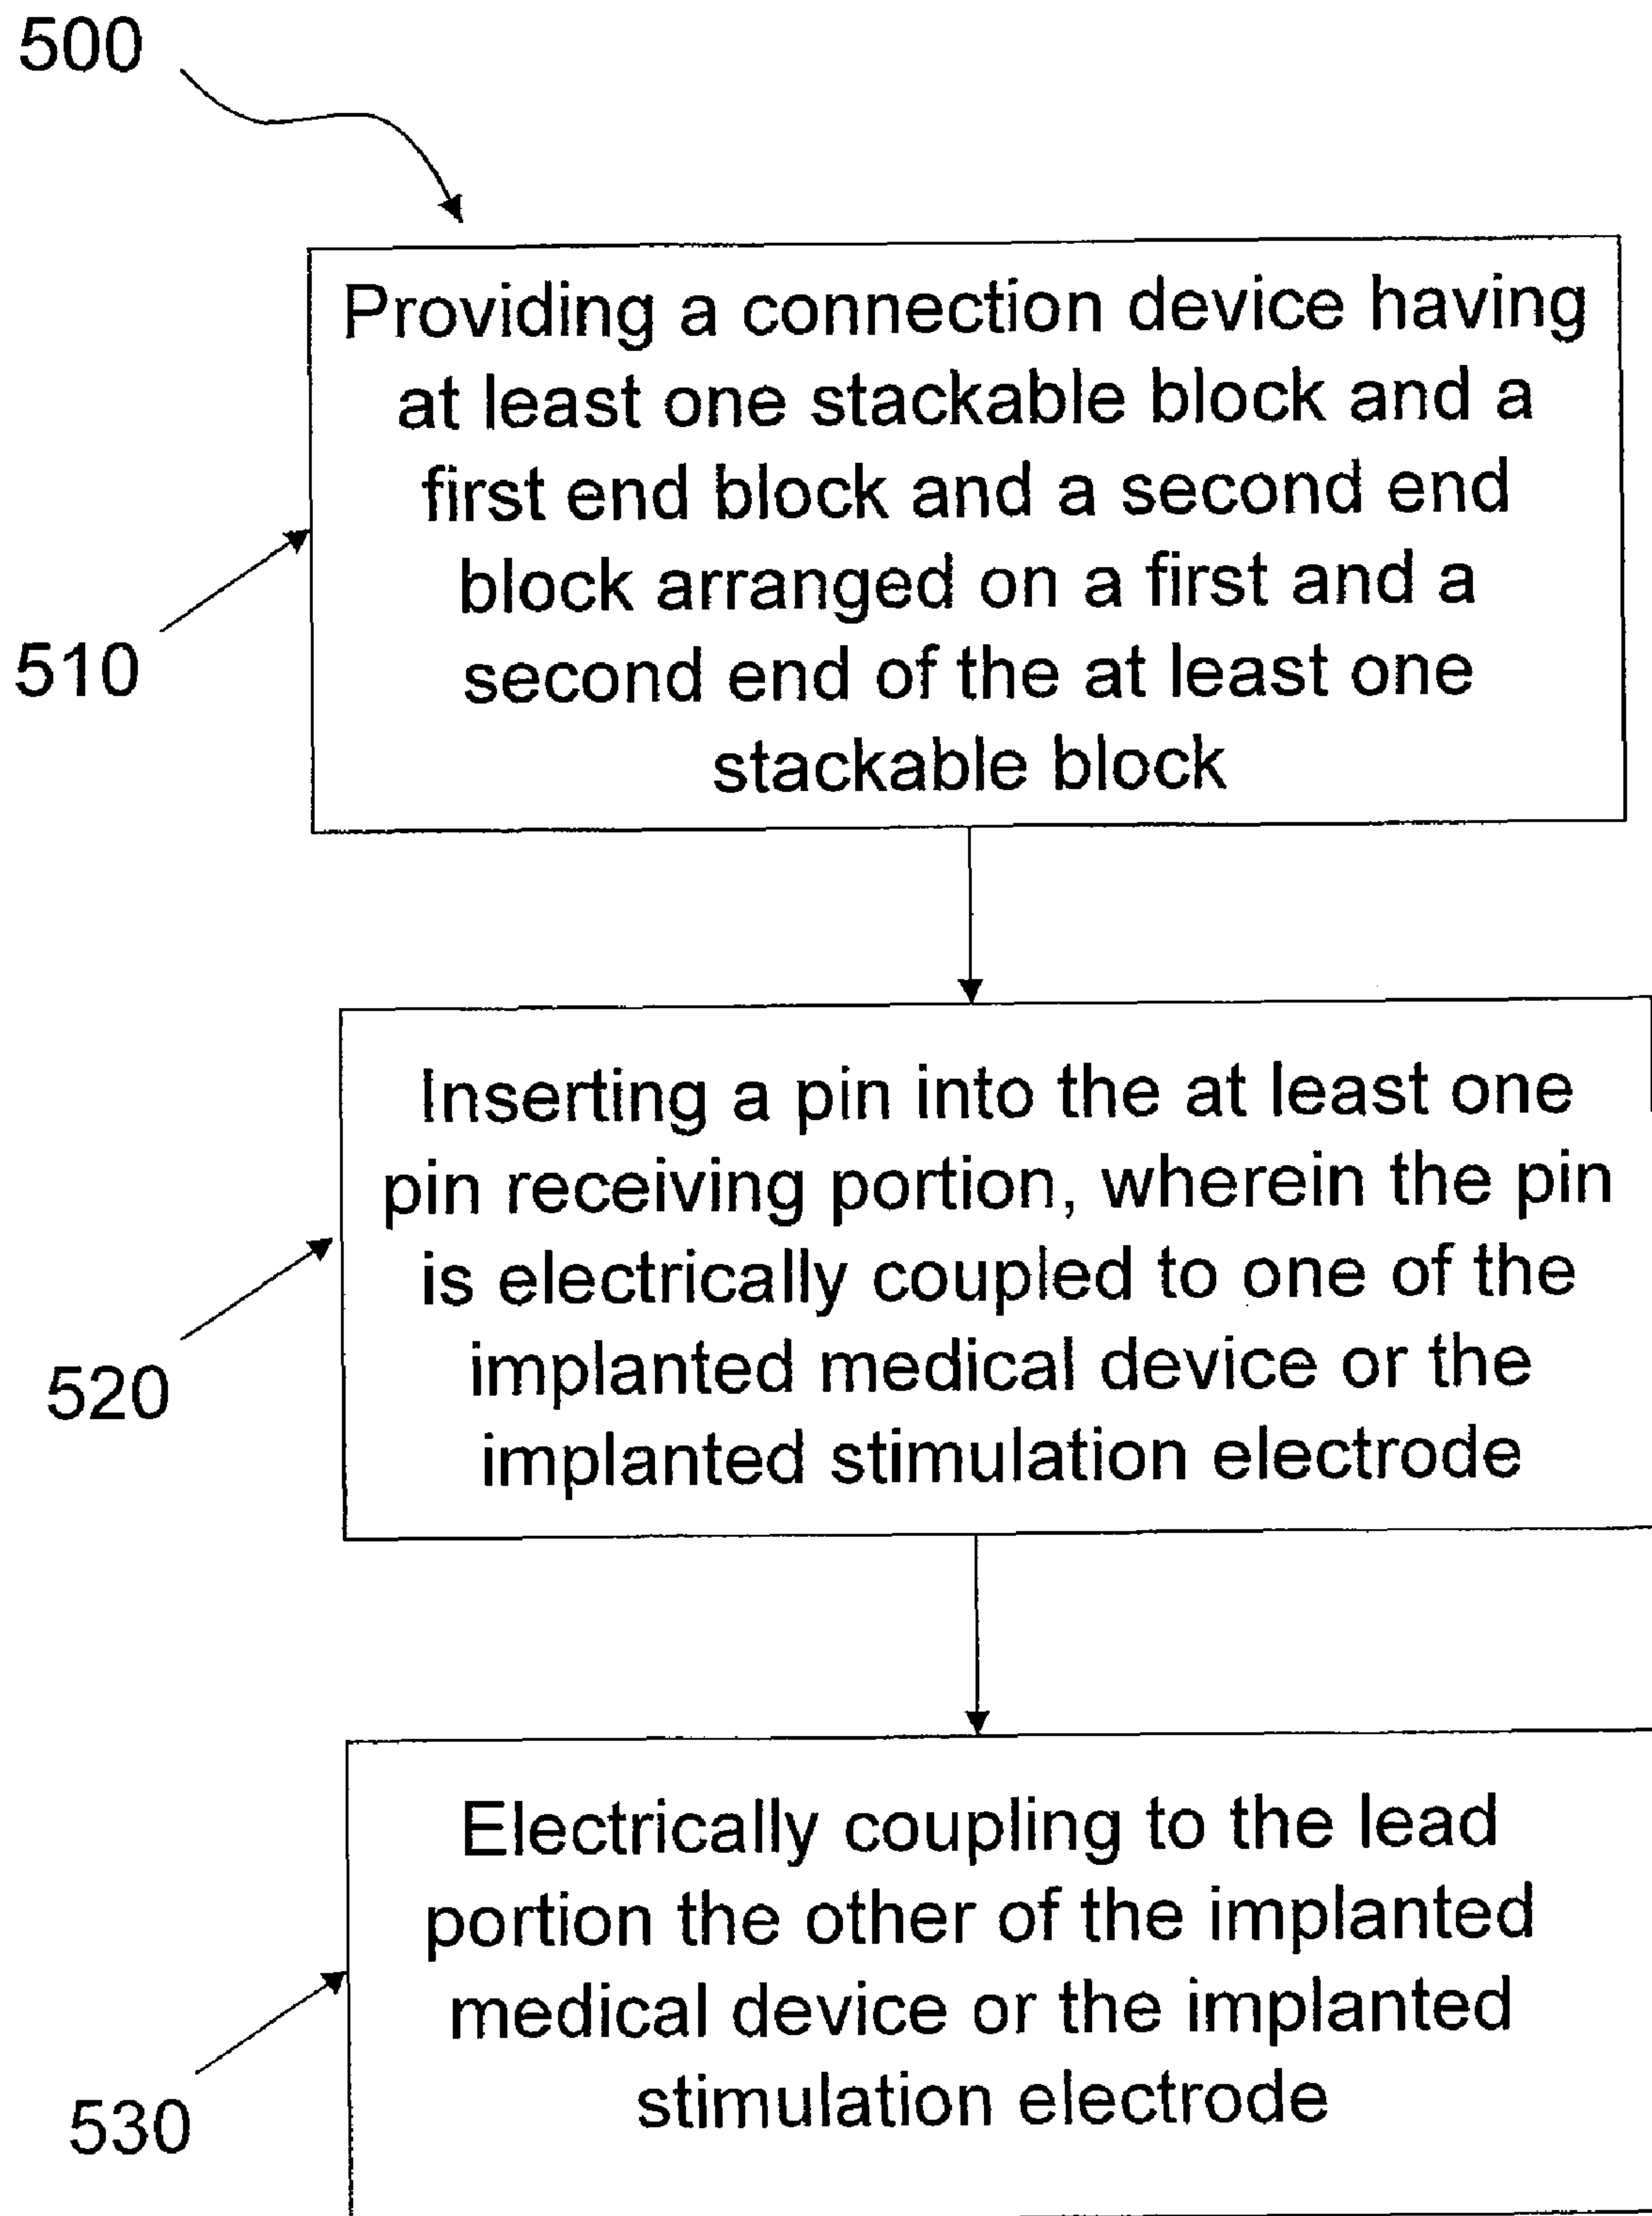 500
Providing a connection device having
at least one stackable block and a
first end block and a second end
block arranged on a first and a
second end of the at least one
stackable block
510
Inserting a pin into the at least one
pin receiving portion, wherein the pin
is electrically coupled to one of the
implanted medical device or the
implanted stimulation electrode
520
Electrically coupling to the lead
portion the other of the implanted
medical device or the implanted
stimulation electrode
530